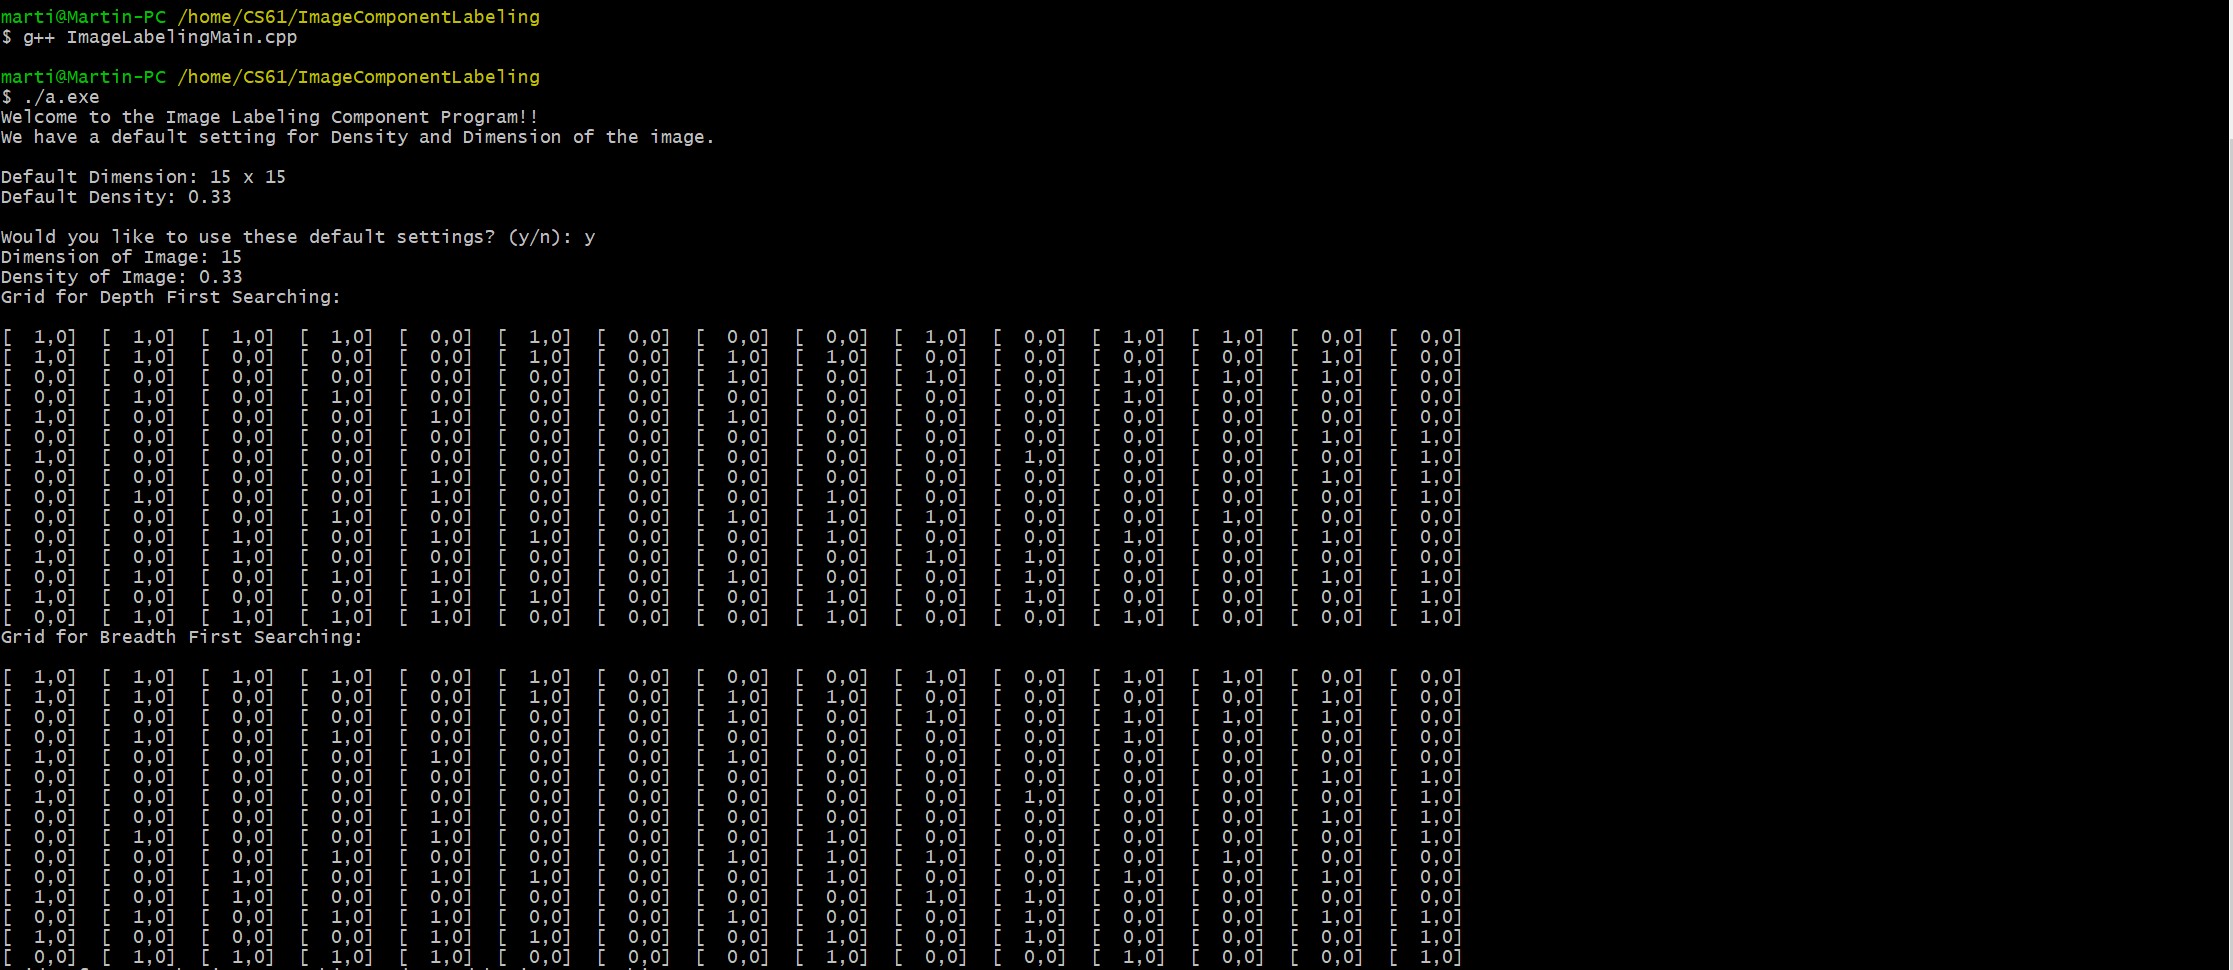 marti@Martin-PC /home/CS61/ImageComponentLabeling
$ g++ ImageLabelingMain.cpp
marti@Martin-PC /home/CS61/ImageComponentLabeling
$ ./a.exe
Welcome to the Image Labeling Component Program!!
We have a default setting for Density and Dimension of the image.
Default Dimension: 15 x 15
Default Density: 0.33
Would you like to use these default settings? (y/n): y
Dimension of Image: 15
Density of Image: 0.33
Grid for Depth First Searching:
[  1,0]  [  1,0]  [  1,0]  [  1,0]  [  0,0]  [  1,0]  [  0,0]  [  0,0]  [  0,0]  [  1,0]  [  0,0]  [  1,0]  [  1,0]  [  0,0]  [  0,0]
[  1,0]  [  1,0]  [  0,0]  [  0,0]  [  0,0]  [  1,0]  [  0,0]  [  1,0]  [  1,0]  [  0,0]  [  0,0]  [  0,0]  [  0,0]  [  1,0]  [  0,0]
[  0,0]  [  0,0]  [  0,0]  [  0,0]  [  0,0]  [  0,0]  [  0,0]  [  1,0]  [  0,0]  [  1,0]  [  0,0]  [  1,0]  [  1,0]  [  1,0]  [  0,0]
[  0,0]  [  1,0]  [  0,0]  [  1,0]  [  0,0]  [  0,0]  [  0,0]  [  0,0]  [  0,0]  [  0,0]  [  0,0]  [  1,0]  [  0,0]  [  0,0]  [  0,0]
[  1,0]  [  0,0]  [  0,0]  [  0,0]  [  1,0]  [  0,0]  [  0,0]  [  1,0]  [  0,0]  [  0,0]  [  0,0]  [  0,0]  [  0,0]  [  0,0]  [  0,0]
[  0,0]  [  0,0]  [  0,0]  [  0,0]  [  0,0]  [  0,0]  [  0,0]  [  0,0]  [  0,0]  [  0,0]  [  0,0]  [  0,0]  [  0,0]  [  1,0]  [  1,0]
[  1,0]  [  0,0]  [  0,0]  [  0,0]  [  0,0]  [  0,0]  [  0,0]  [  0,0]  [  0,0]  [  0,0]  [  1,0]  [  0,0]  [  0,0]  [  0,0]  [  1,0]
[  0,0]  [  0,0]  [  0,0]  [  0,0]  [  1,0]  [  0,0]  [  0,0]  [  0,0]  [  0,0]  [  0,0]  [  0,0]  [  0,0]  [  0,0]  [  1,0]  [  1,0]
[  0,0]  [  1,0]  [  0,0]  [  0,0]  [  1,0]  [  0,0]  [  0,0]  [  0,0]  [  1,0]  [  0,0]  [  0,0]  [  0,0]  [  0,0]  [  0,0]  [  1,0]
[  0,0]  [  0,0]  [  0,0]  [  1,0]  [  0,0]  [  0,0]  [  0,0]  [  1,0]  [  1,0]  [  1,0]  [  0,0]  [  0,0]  [  1,0]  [  0,0]  [  0,0]
[  0,0]  [  0,0]  [  1,0]  [  0,0]  [  1,0]  [  1,0]  [  0,0]  [  0,0]  [  1,0]  [  0,0]  [  0,0]  [  1,0]  [  0,0]  [  1,0]  [  0,0]
[  1,0]  [  0,0]  [  1,0]  [  0,0]  [  0,0]  [  0,0]  [  0,0]  [  0,0]  [  0,0]  [  1,0]  [  1,0]  [  0,0]  [  0,0]  [  0,0]  [  0,0]
[  0,0]  [  1,0]  [  0,0]  [  1,0]  [  1,0]  [  0,0]  [  0,0]  [  1,0]  [  0,0]  [  0,0]  [  1,0]  [  0,0]  [  0,0]  [  1,0]  [  1,0]
[  1,0]  [  0,0]  [  0,0]  [  0,0]  [  1,0]  [  1,0]  [  0,0]  [  0,0]  [  1,0]  [  0,0]  [  1,0]  [  0,0]  [  0,0]  [  0,0]  [  1,0]
[  0,0]  [  1,0]  [  1,0]  [  1,0]  [  1,0]  [  0,0]  [  0,0]  [  0,0]  [  1,0]  [  0,0]  [  0,0]  [  1,0]  [  0,0]  [  0,0]  [  1,0]
Grid for Breadth First Searching:
[  1,0]  [  1,0]  [  1,0]  [  1,0]  [  0,0]  [  1,0]  [  0,0]  [  0,0]  [  0,0]  [  1,0]  [  0,0]  [  1,0]  [  1,0]  [  0,0]  [  0,0]
[  1,0]  [  1,0]  [  0,0]  [  0,0]  [  0,0]  [  1,0]  [  0,0]  [  1,0]  [  1,0]  [  0,0]  [  0,0]  [  0,0]  [  0,0]  [  1,0]  [  0,0]
[  0,0]  [  0,0]  [  0,0]  [  0,0]  [  0,0]  [  0,0]  [  0,0]  [  1,0]  [  0,0]  [  1,0]  [  0,0]  [  1,0]  [  1,0]  [  1,0]  [  0,0]
[  0,0]  [  1,0]  [  0,0]  [  1,0]  [  0,0]  [  0,0]  [  0,0]  [  0,0]  [  0,0]  [  0,0]  [  0,0]  [  1,0]  [  0,0]  [  0,0]  [  0,0]
[  1,0]  [  0,0]  [  0,0]  [  0,0]  [  1,0]  [  0,0]  [  0,0]  [  1,0]  [  0,0]  [  0,0]  [  0,0]  [  0,0]  [  0,0]  [  0,0]  [  0,0]
[  0,0]  [  0,0]  [  0,0]  [  0,0]  [  0,0]  [  0,0]  [  0,0]  [  0,0]  [  0,0]  [  0,0]  [  0,0]  [  0,0]  [  0,0]  [  1,0]  [  1,0]
[  1,0]  [  0,0]  [  0,0]  [  0,0]  [  0,0]  [  0,0]  [  0,0]  [  0,0]  [  0,0]  [  0,0]  [  1,0]  [  0,0]  [  0,0]  [  0,0]  [  1,0]
[  0,0]  [  0,0]  [  0,0]  [  0,0]  [  1,0]  [  0,0]  [  0,0]  [  0,0]  [  0,0]  [  0,0]  [  0,0]  [  0,0]  [  0,0]  [  1,0]  [  1,0]
[  0,0]  [  1,0]  [  0,0]  [  0,0]  [  1,0]  [  0,0]  [  0,0]  [  0,0]  [  1,0]  [  0,0]  [  0,0]  [  0,0]  [  0,0]  [  0,0]  [  1,0]
[  0,0]  [  0,0]  [  0,0]  [  1,0]  [  0,0]  [  0,0]  [  0,0]  [  1,0]  [  1,0]  [  1,0]  [  0,0]  [  0,0]  [  1,0]  [  0,0]  [  0,0]
[  0,0]  [  0,0]  [  1,0]  [  0,0]  [  1,0]  [  1,0]  [  0,0]  [  0,0]  [  1,0]  [  0,0]  [  0,0]  [  1,0]  [  0,0]  [  1,0]  [  0,0]
[  1,0]  [  0,0]  [  1,0]  [  0,0]  [  0,0]  [  0,0]  [  0,0]  [  0,0]  [  0,0]  [  1,0]  [  1,0]  [  0,0]  [  0,0]  [  0,0]  [  0,0]
[  0,0]  [  1,0]  [  0,0]  [  1,0]  [  1,0]  [  0,0]  [  0,0]  [  1,0]  [  0,0]  [  0,0]  [  1,0]  [  0,0]  [  0,0]  [  1,0]  [  1,0]
[  1,0]  [  0,0]  [  0,0]  [  0,0]  [  1,0]  [  1,0]  [  0,0]  [  0,0]  [  1,0]  [  0,0]  [  1,0]  [  0,0]  [  0,0]  [  0,0]  [  1,0]
[  0,0]  [  1,0]  [  1,0]  [  1,0]  [  1,0]  [  0,0]  [  0,0]  [  0,0]  [  1,0]  [  0,0]  [  0,0]  [  1,0]  [  0,0]  [  0,0]  [  1,0]